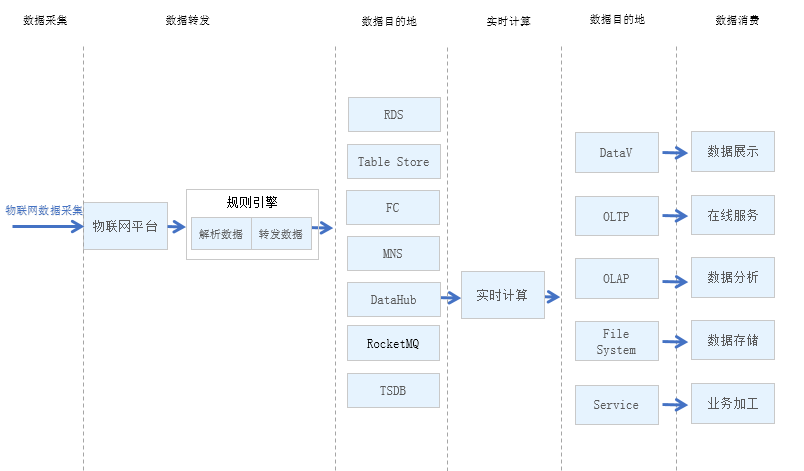 数据采集
数据转发
数据目的地
实时计算
数据目的地
数据消费
物联网数据采集
物联网平台
规则引擎
解析数据
转发数据
RDS
Table Store
FC
MNS
DataHub
RocketMQ
TSDB
实时计算
DataV
OLTP
OLAP
File
System
Service
数据展示
在线服务
数据分析
数据存储
业务加工